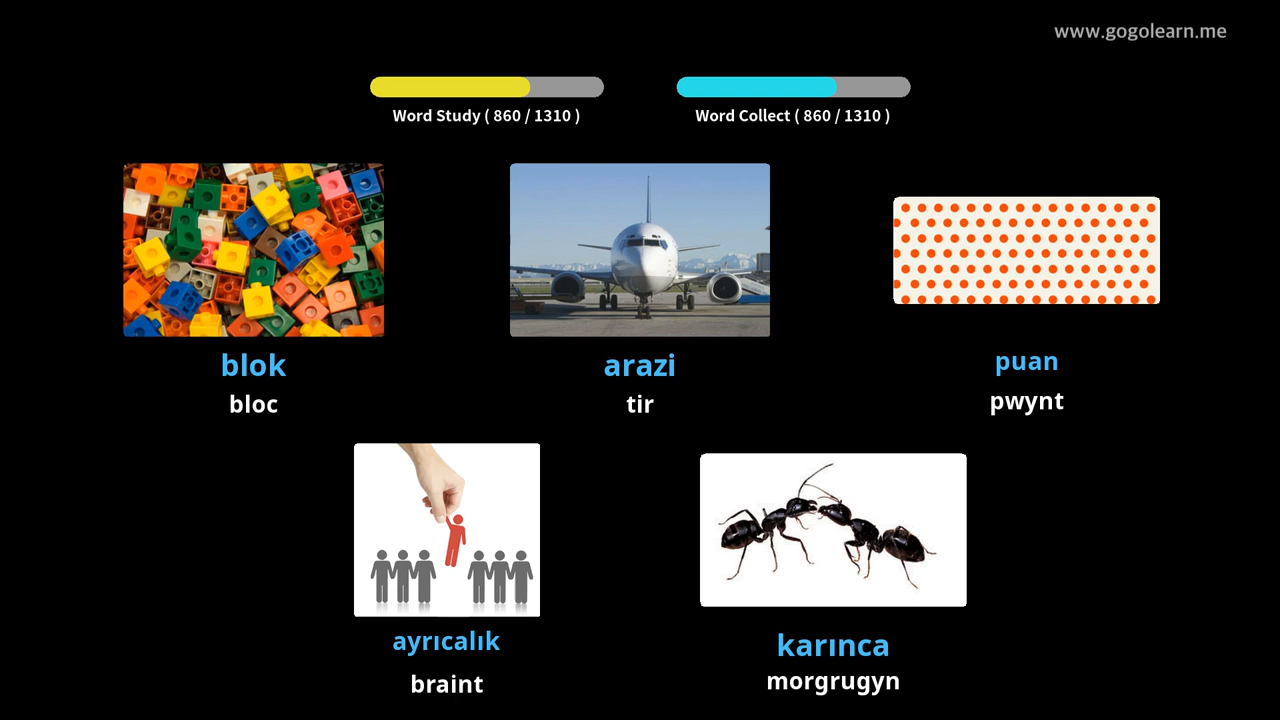 www.gogolearn.me
Word Study ( 860 / 1310 )
Word Collect ( 860 / 1310 )
blok
bloc
arazi
tir
puan
pwynt
ayrıcalık
braint
karınca
morgrugyn